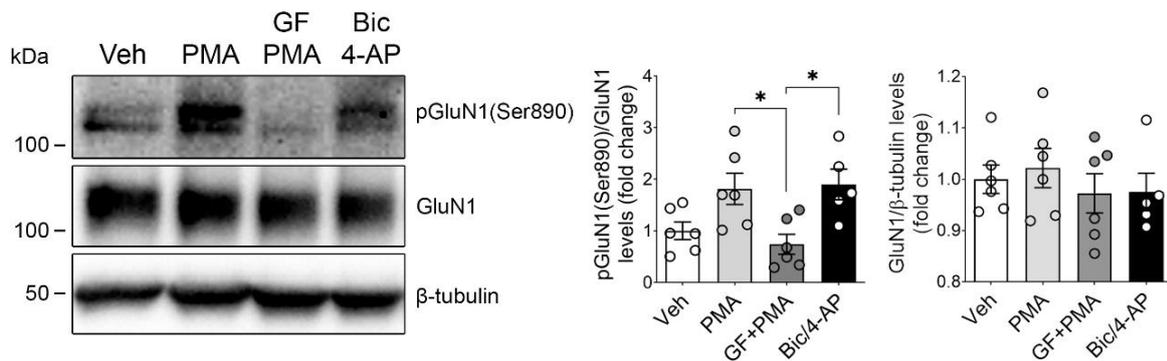 kDa
Veh
PMA
GF
PMA
Bic
4-AP
pGluN1(Ser890)
100 –
GluN1
100 –
β-tubulin
50 –
pGluN1(Ser890)/GluN1
levels (fold change)
4
3
2
1
0
*
*
Veh
PMA
GF+PMA
Bic/4-AP
GluN1/β-tubulin levels
(fold change)
1.2
1.1
1.0
0.9
0.8
Veh
PMA
GF+PMA
Bic/4-AP